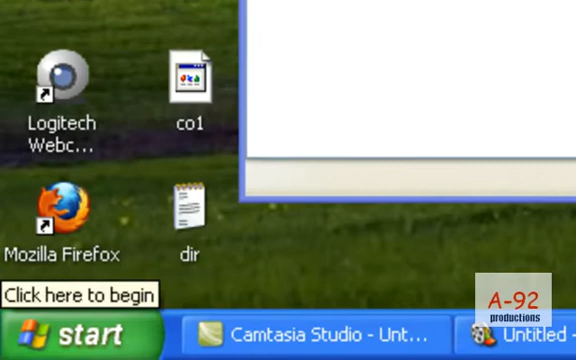 Logitech
Webc...
co1
Mozilla Firefox
dir
Click here to begin
start
Camtasia Studio - Unt...
Untitled -
A-92
productions